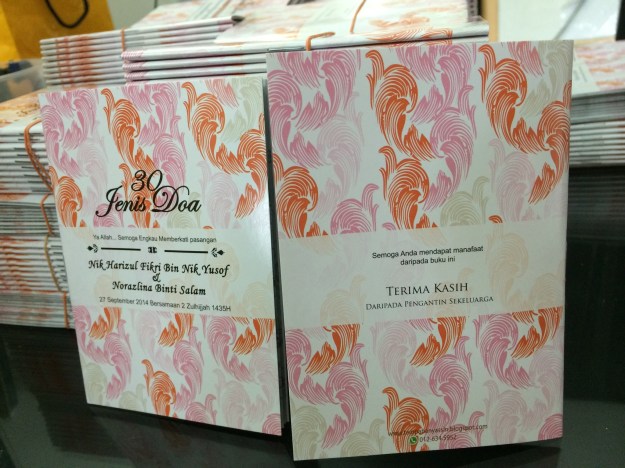 30
Jenis Doa
Ya Allah... Semoga Engkau Memberkati pasangan
Nik Harizul Fikri Bin Nik Yusof
&
Norazlina Binti Salam
27 September 2014 Bersamaan 2 Zulhijjah 1435H
Semoga Anda mendapat manafaat
daripada buku ini
Terima Kasih
Daripada Pengantin Sekeluarga